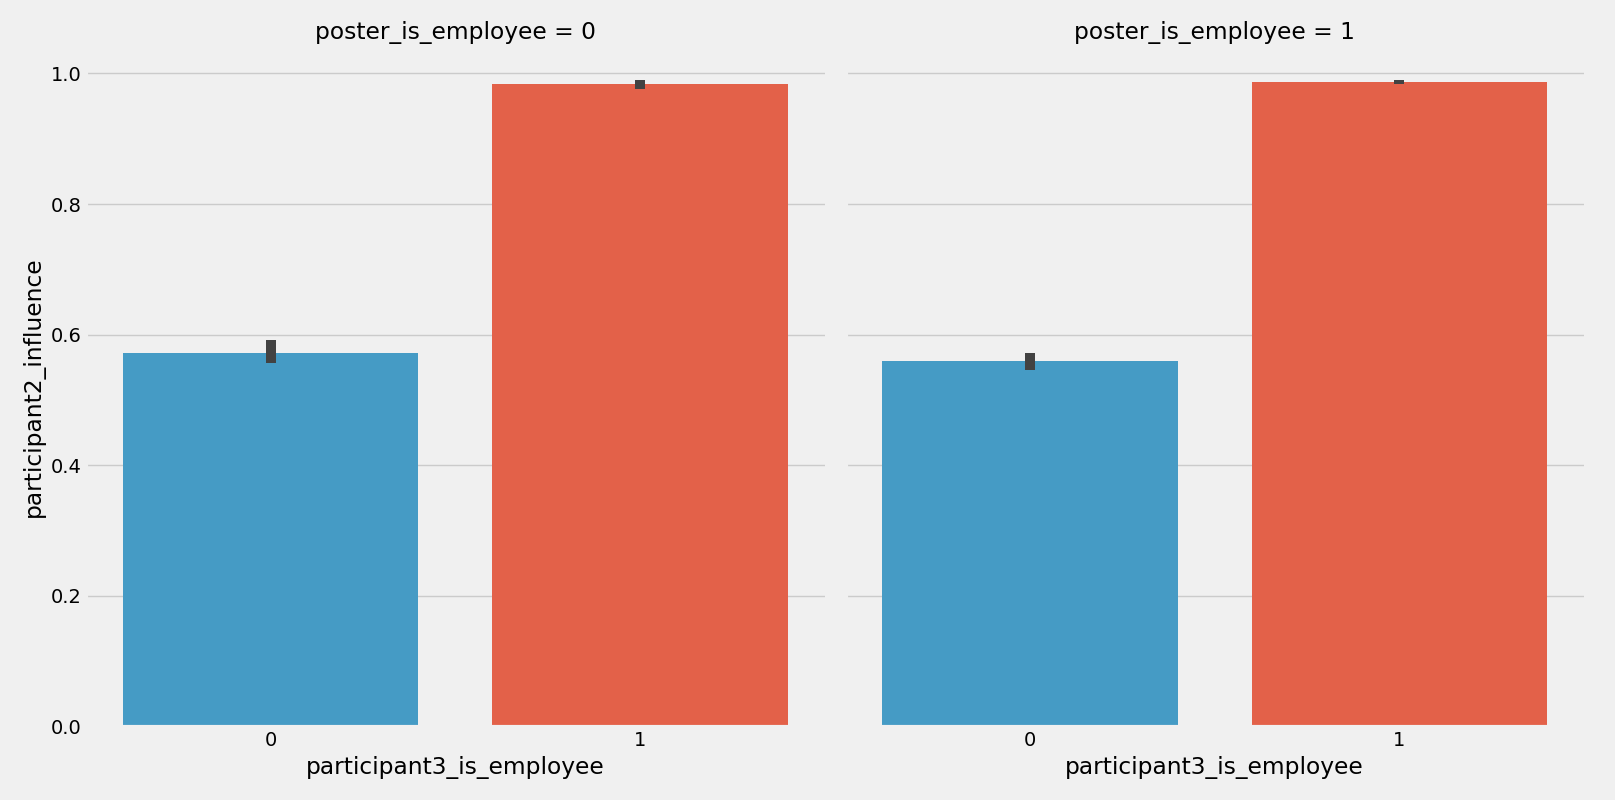 poster_is_employee = 0
poster_is_employee = 1
participant2_influence
1.0
0.8
0.6
0.4
0.2
0.0
0
1
0
1
participant3_is_employee
participant3_is_employee